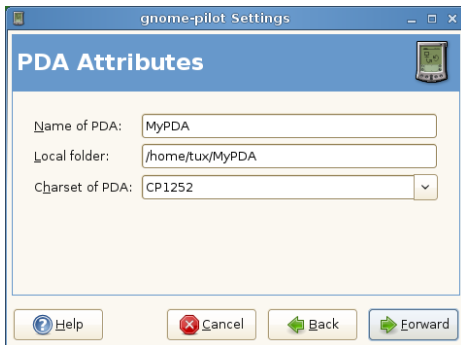 gnome-pilot Settings
PDA Attributes
Name of PDA: MyPDA
Local folder: /home/tux/MyPDA
Charset of PDA: CP1252
Help Cancel Back Forward